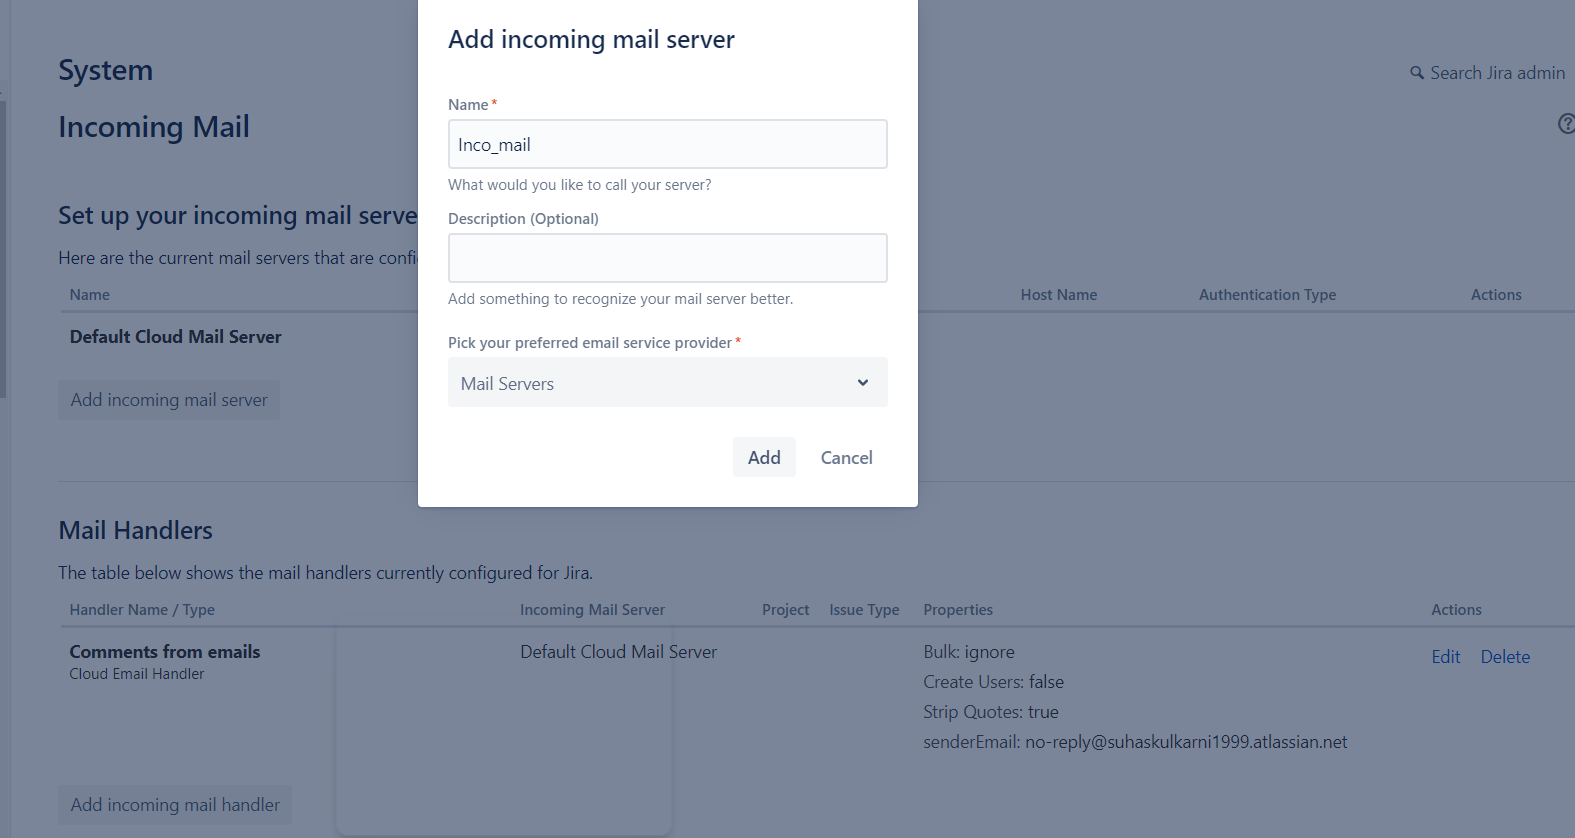 System
Search Jira admin
Incoming Mail
Set up your incoming mail serve
Here are the current mail servers that are confi
Name
Host Name
Authentication Type
Actions
Default Cloud Mail Server
Add incoming mail server
Add incoming mail server
Name *
Inco_mail
What would you like to call your server?
Description (Optional)
Add something to recognize your mail server better.
Pick your preferred email service provider *
Mail Servers
Add
Cancel
Mail Handlers
The table below shows the mail handlers currently configured for Jira.
Handler Name / Type
Incoming Mail Server
Project
Issue Type
Properties
Actions
Comments from emails
Cloud Email Handler
Default Cloud Mail Server
Bulk: ignore
Create Users: false
Strip Quotes: true
senderEmail: no-reply@suhaskulkarni1999.atlassian.net
Edit
Delete
Add incoming mail handler